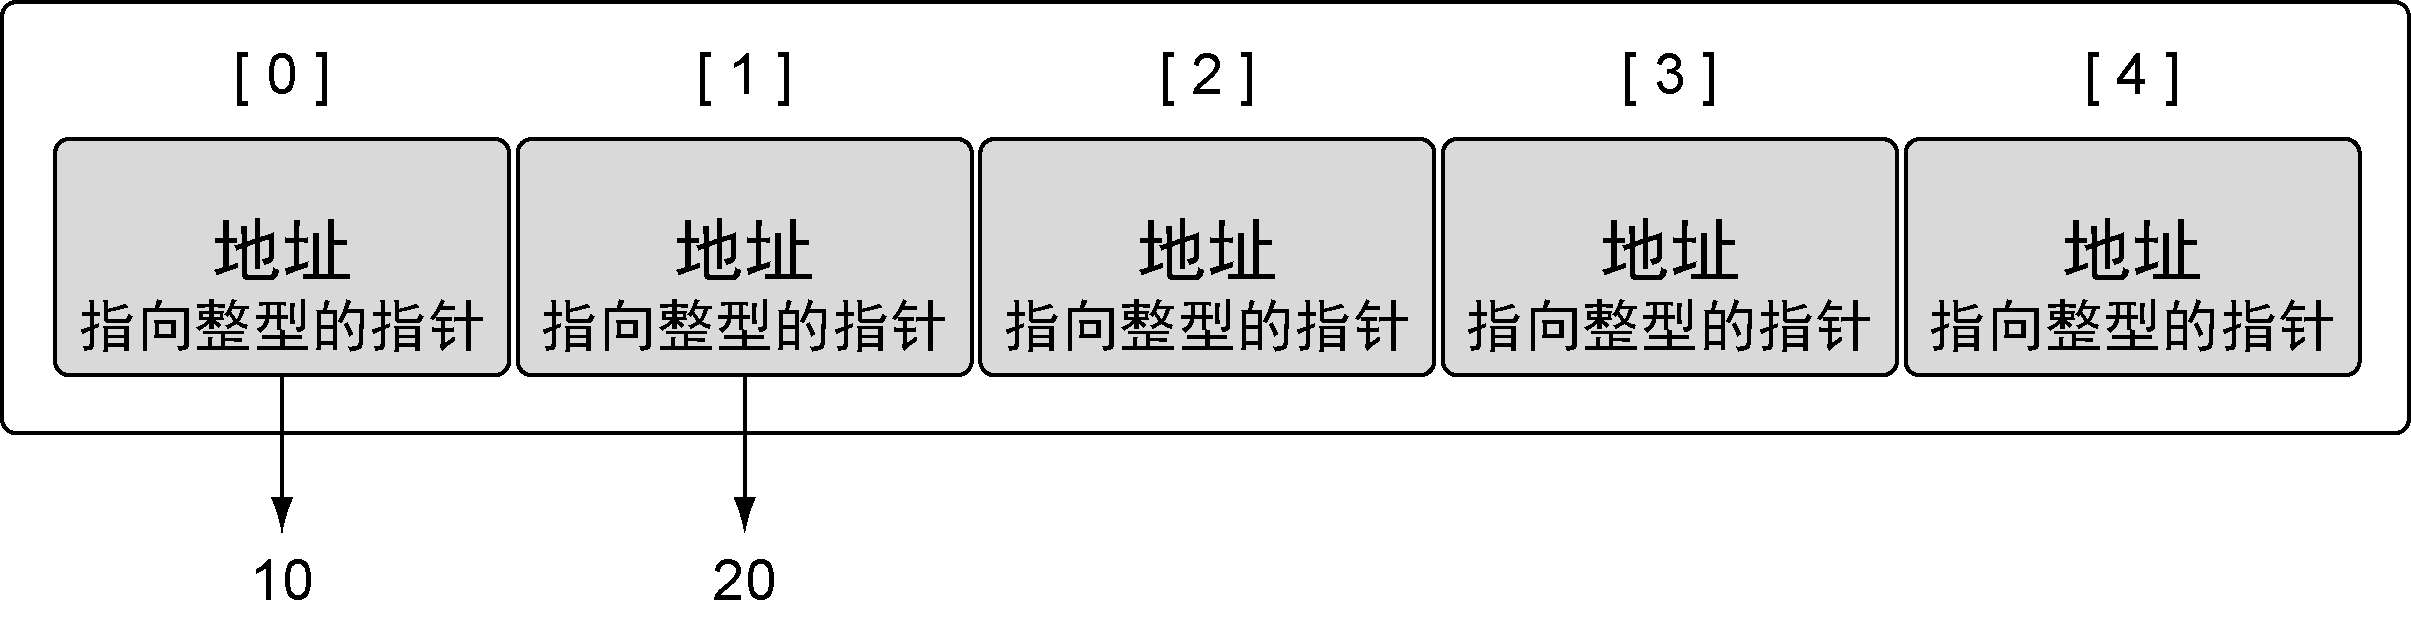 [ 0 ] [ 1 ] [ 2 ] [ 3 ] [ 4 ]
地址 地址 地址 地址 地址
指向整型的指针 指向整型的指针 指向整型的指针 指向整型的指针 指向整型的指针
10 20